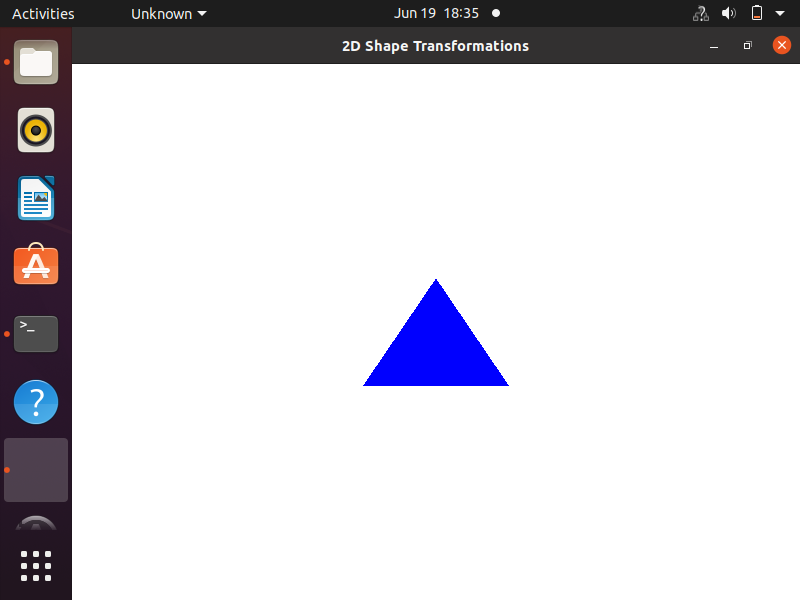 Activities
Unknown
Jun 19 18:35
2D Shape Transformations
>_
?